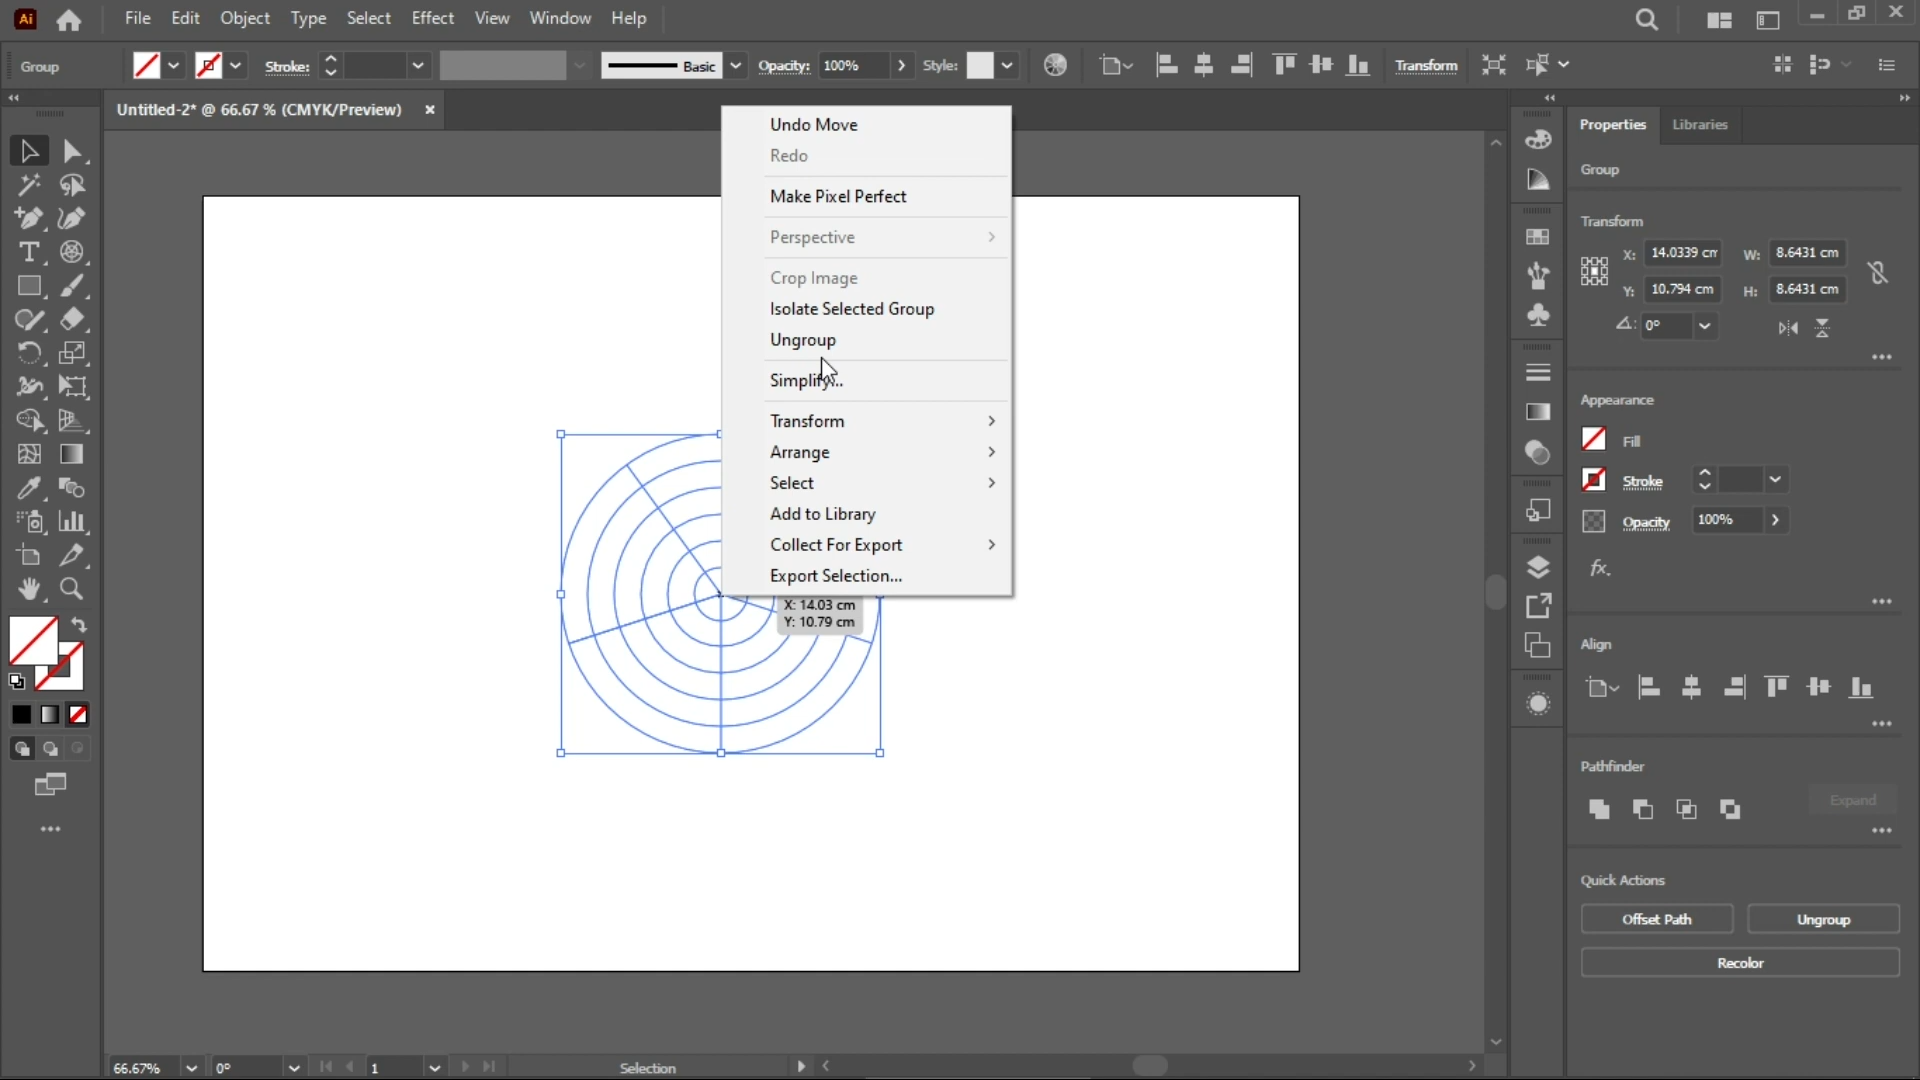 Ai File Edit Object Type Select Effect View Window Help
Group Stroke: Basic Opacity: 100% Style: Transform
Untitled-2* @ 66.67 % (CMYK/Preview)
Undo Move
Redo
Make Pixel Perfect
Perspective
Crop Image
Isolate Selected Group
Ungroup
Simplify...
Transform
Arrange
Select
Add to Library
Collect For Export
Export Selection...
X: 14.03 cm
Y: 10.79 cm
Properties Libraries
Group
Transform
X: 14.0339 cm W: 8.6431 cm
Y: 10.794 cm H: 8.6431 cm
0°
Appearance
Fill
Stroke
Opacity 100%
fx.
Align
Pathfinder
Expand
Quick Actions
Offset Path Ungroup
Recolor
66.67% 0° 1 Selection